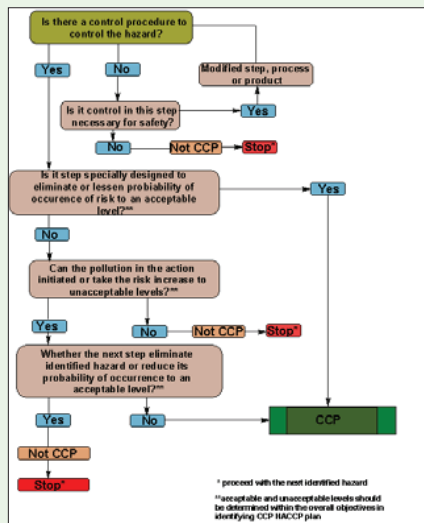 Is there a control procedure to
control the hazard?
Yes
No
Modified step, process
or product
Is it control in this step
necessary for safety?
Yes
No
Not CCP
Stop*
Is it step specially designed to
eliminate or lessen probiability of
occurence of risk to an acceptable
level?**
Yes
No
Can the pollution in the action
initiated or take the risk increase to
unacceptable levels?**
Yes
No
Not CCP
Stop*
Whether the next step eliminate
identified hazard or reduce its
probability of occurrence to an
acceptable level?**
Yes
No
CCP
Not CCP
Stop*
* proceed with the next identified hazard
**acceptable and unacceptable levels should
be determined within the overall objectives in
identifying CCP HACCP plan